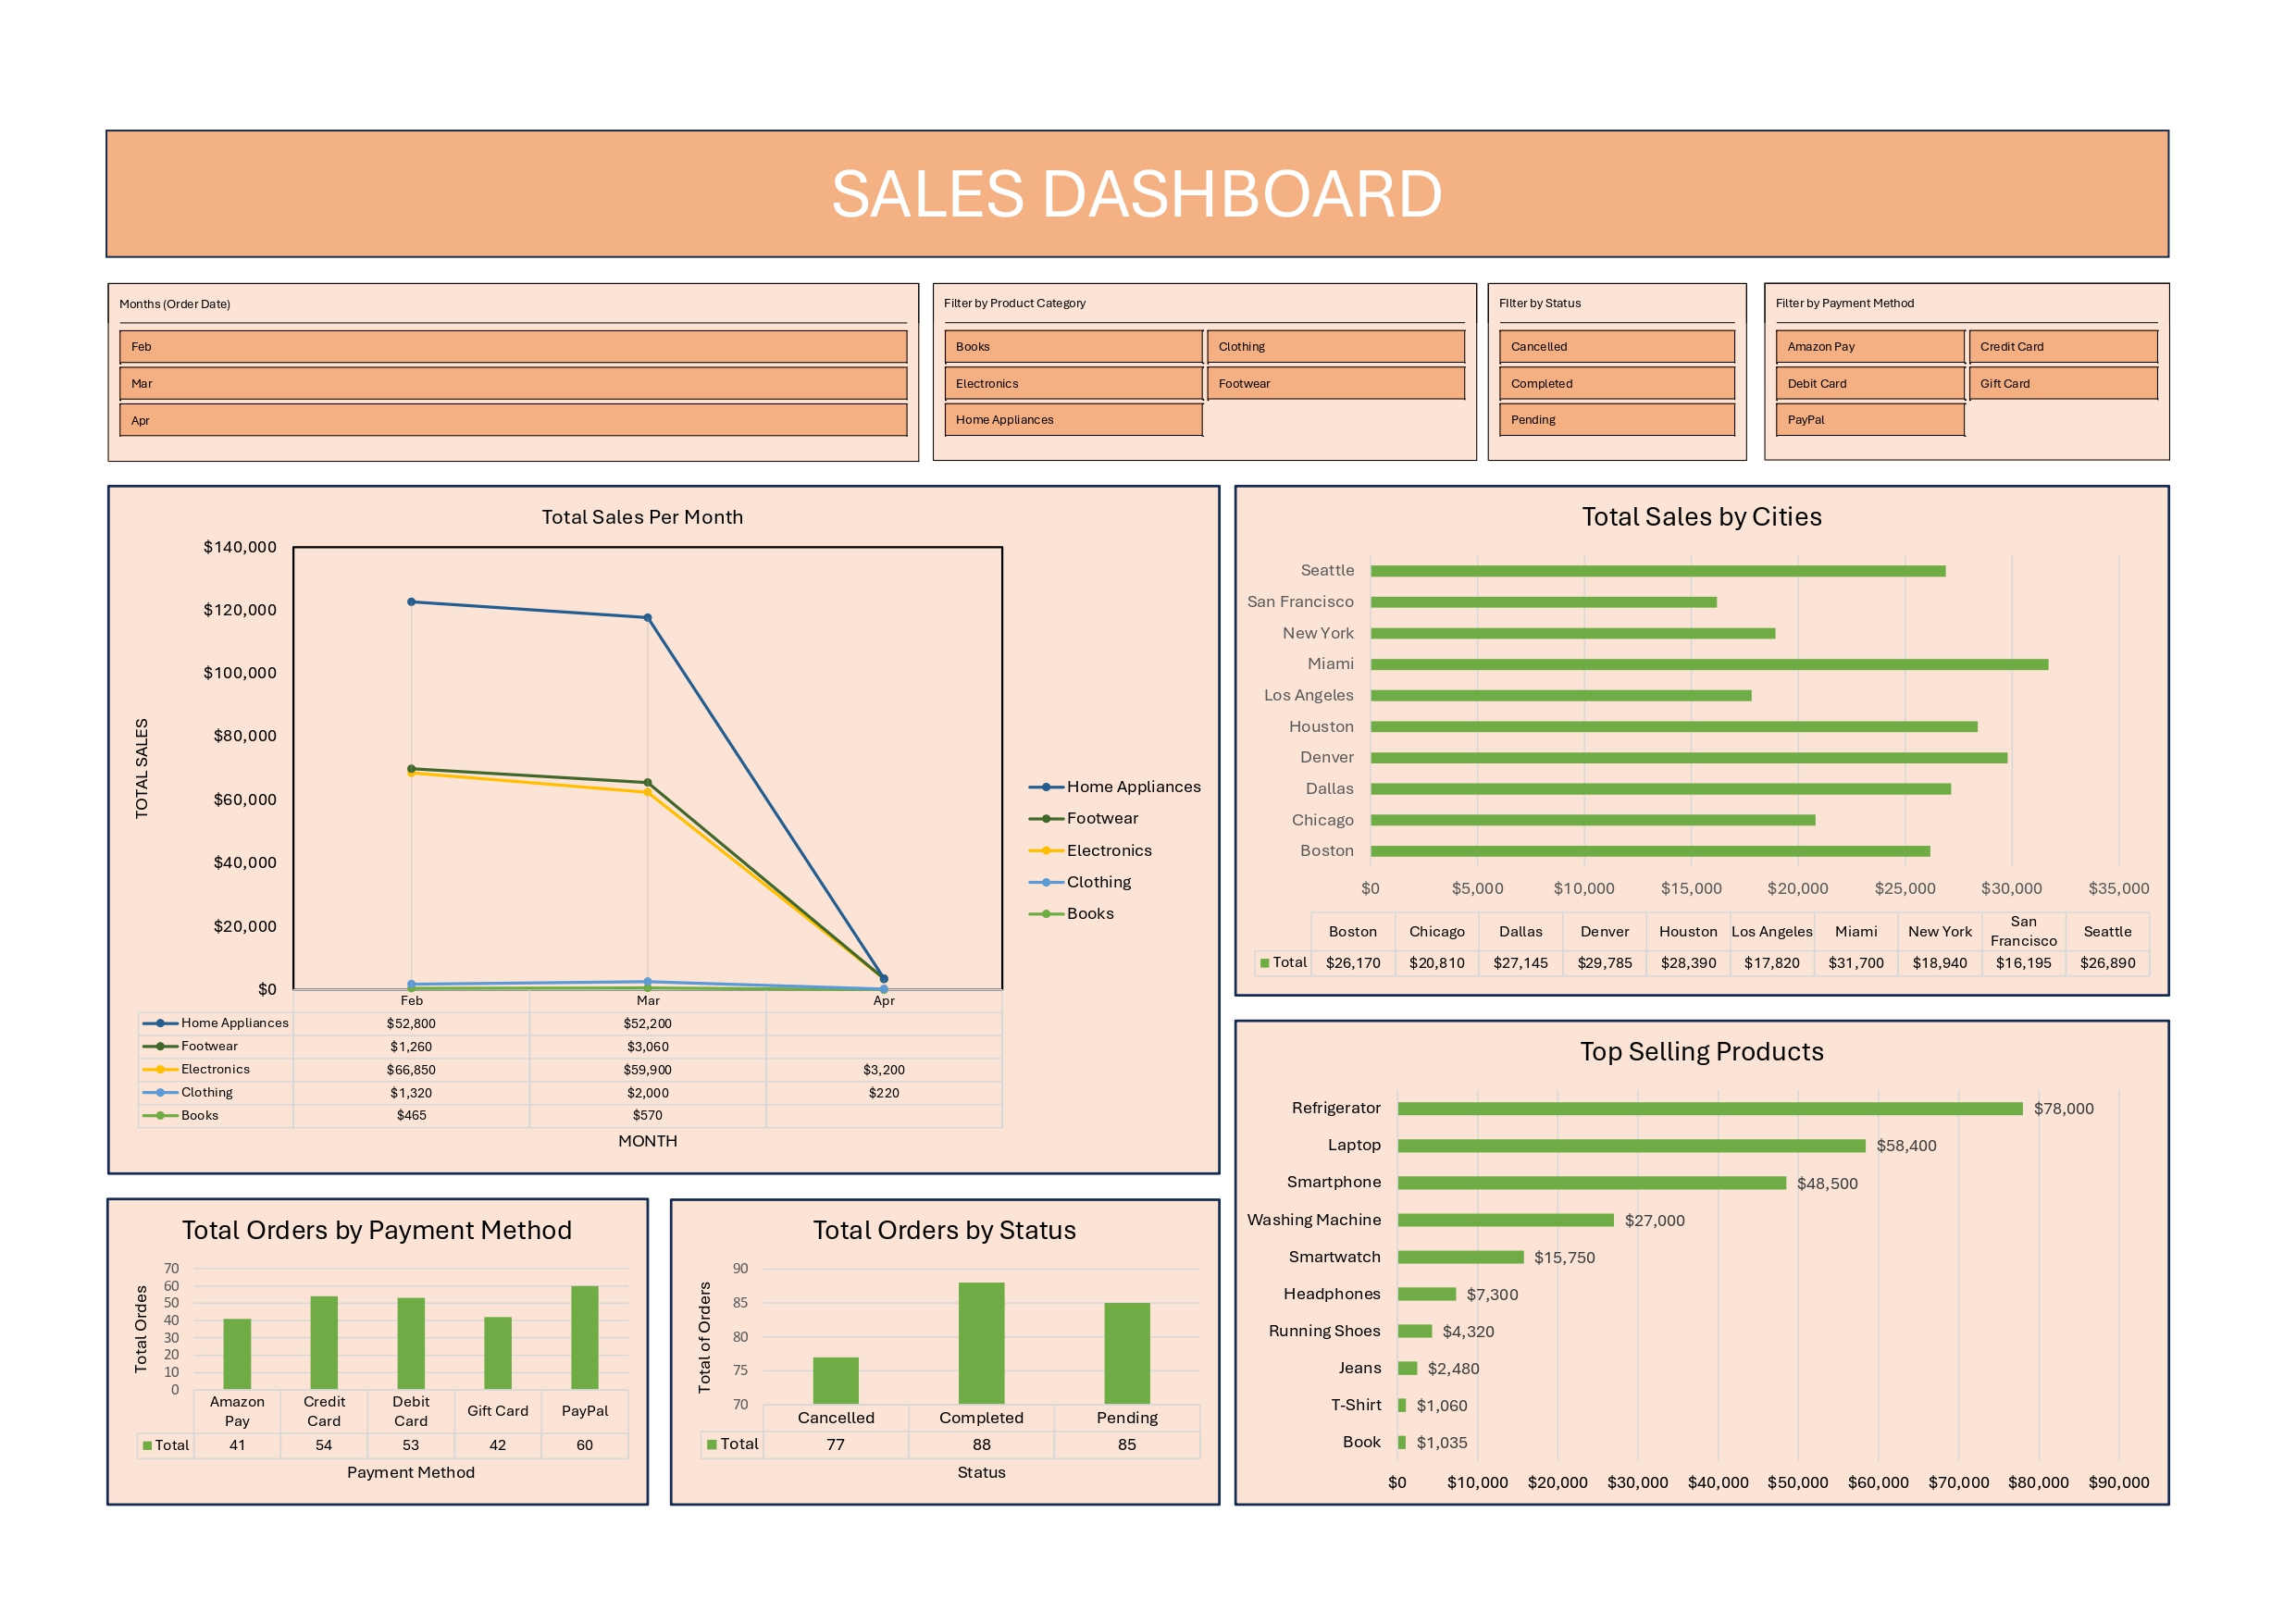 SALES DASHBOARD
Months (Order Date)
Feb
Mar
Apr
Filter by Product Category
Books Clothing
Electronics Footwear
Home Appliances
FIlter by Status
Cancelled
Completed
Pending
Filter by Payment Method
Amazon Pay Credit Card
Debit Card Gift Card
PayPal
Total Sales Per Month
$140,000
$120,000
$100,000
$80,000
$60,000
$40,000
$20,000
$0
TOTAL SALES
Home Appliances
Footwear
Electronics
Clothing
Books
Feb Mar Apr
Home Appliances $52,800 $52,200
Footwear $1,260 $3,060
Electronics $66,850 $59,900 $3,200
Clothing $1,320 $2,000 $220
Books $465 $570
MONTH
Total Sales by Cities
Seattle
San Francisco
New York
Miami
Los Angeles
Houston
Denver
Dallas
Chicago
Boston
$0 $5,000 $10,000 $15,000 $20,000 $25,000 $30,000 $35,000
Boston Chicago Dallas Denver Houston Los Angeles Miami New York San Francisco Seattle
Total $26,170 $20,810 $27,145 $29,785 $28,390 $17,820 $31,700 $18,940 $16,195 $26,890
Top Selling Products
Refrigerator $78,000
Laptop $58,400
Smartphone $48,500
Washing Machine $27,000
Smartwatch $15,750
Headphones $7,300
Running Shoes $4,320
Jeans $2,480
T-Shirt $1,060
Book $1,035
$0 $10,000 $20,000 $30,000 $40,000 $50,000 $60,000 $70,000 $80,000 $90,000
Total Orders by Payment Method
70
60
50
40
30
20
10
0
Total Ordes
Amazon Pay Credit Card Debit Card Gift Card PayPal
Total 41 54 53 42 60
Payment Method
Total Orders by Status
90
85
80
75
70
Total of Orders
Cancelled Completed Pending
Total 77 88 85
Status